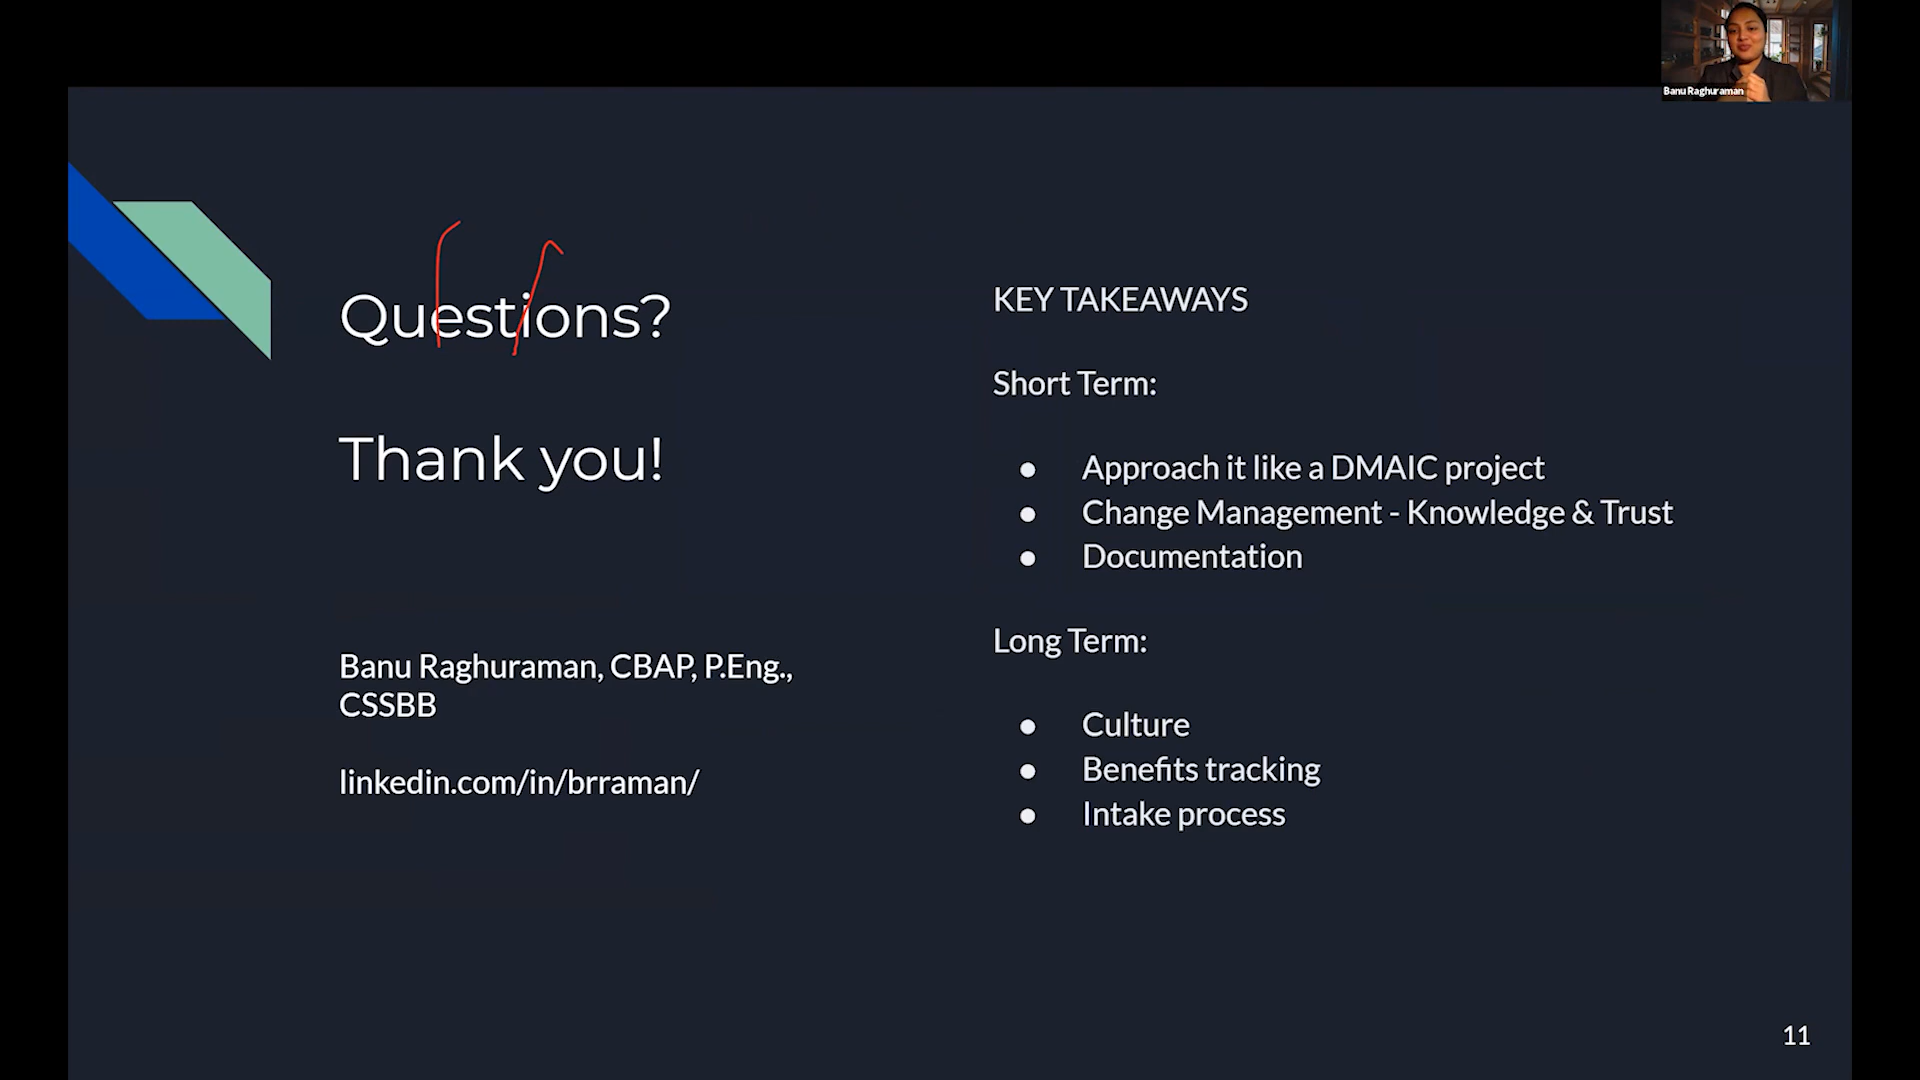 Banu Raghuraman
Questions?
Thank you!
Banu Raghuraman, CBAP, P.Eng.,
CSSBB
linkedin.com/in/brraman/
KEY TAKEAWAYS
Short Term:
● Approach it like a DMAIC project
● Change Management - Knowledge & Trust
● Documentation
Long Term:
● Culture
● Benefits tracking
● Intake process
11